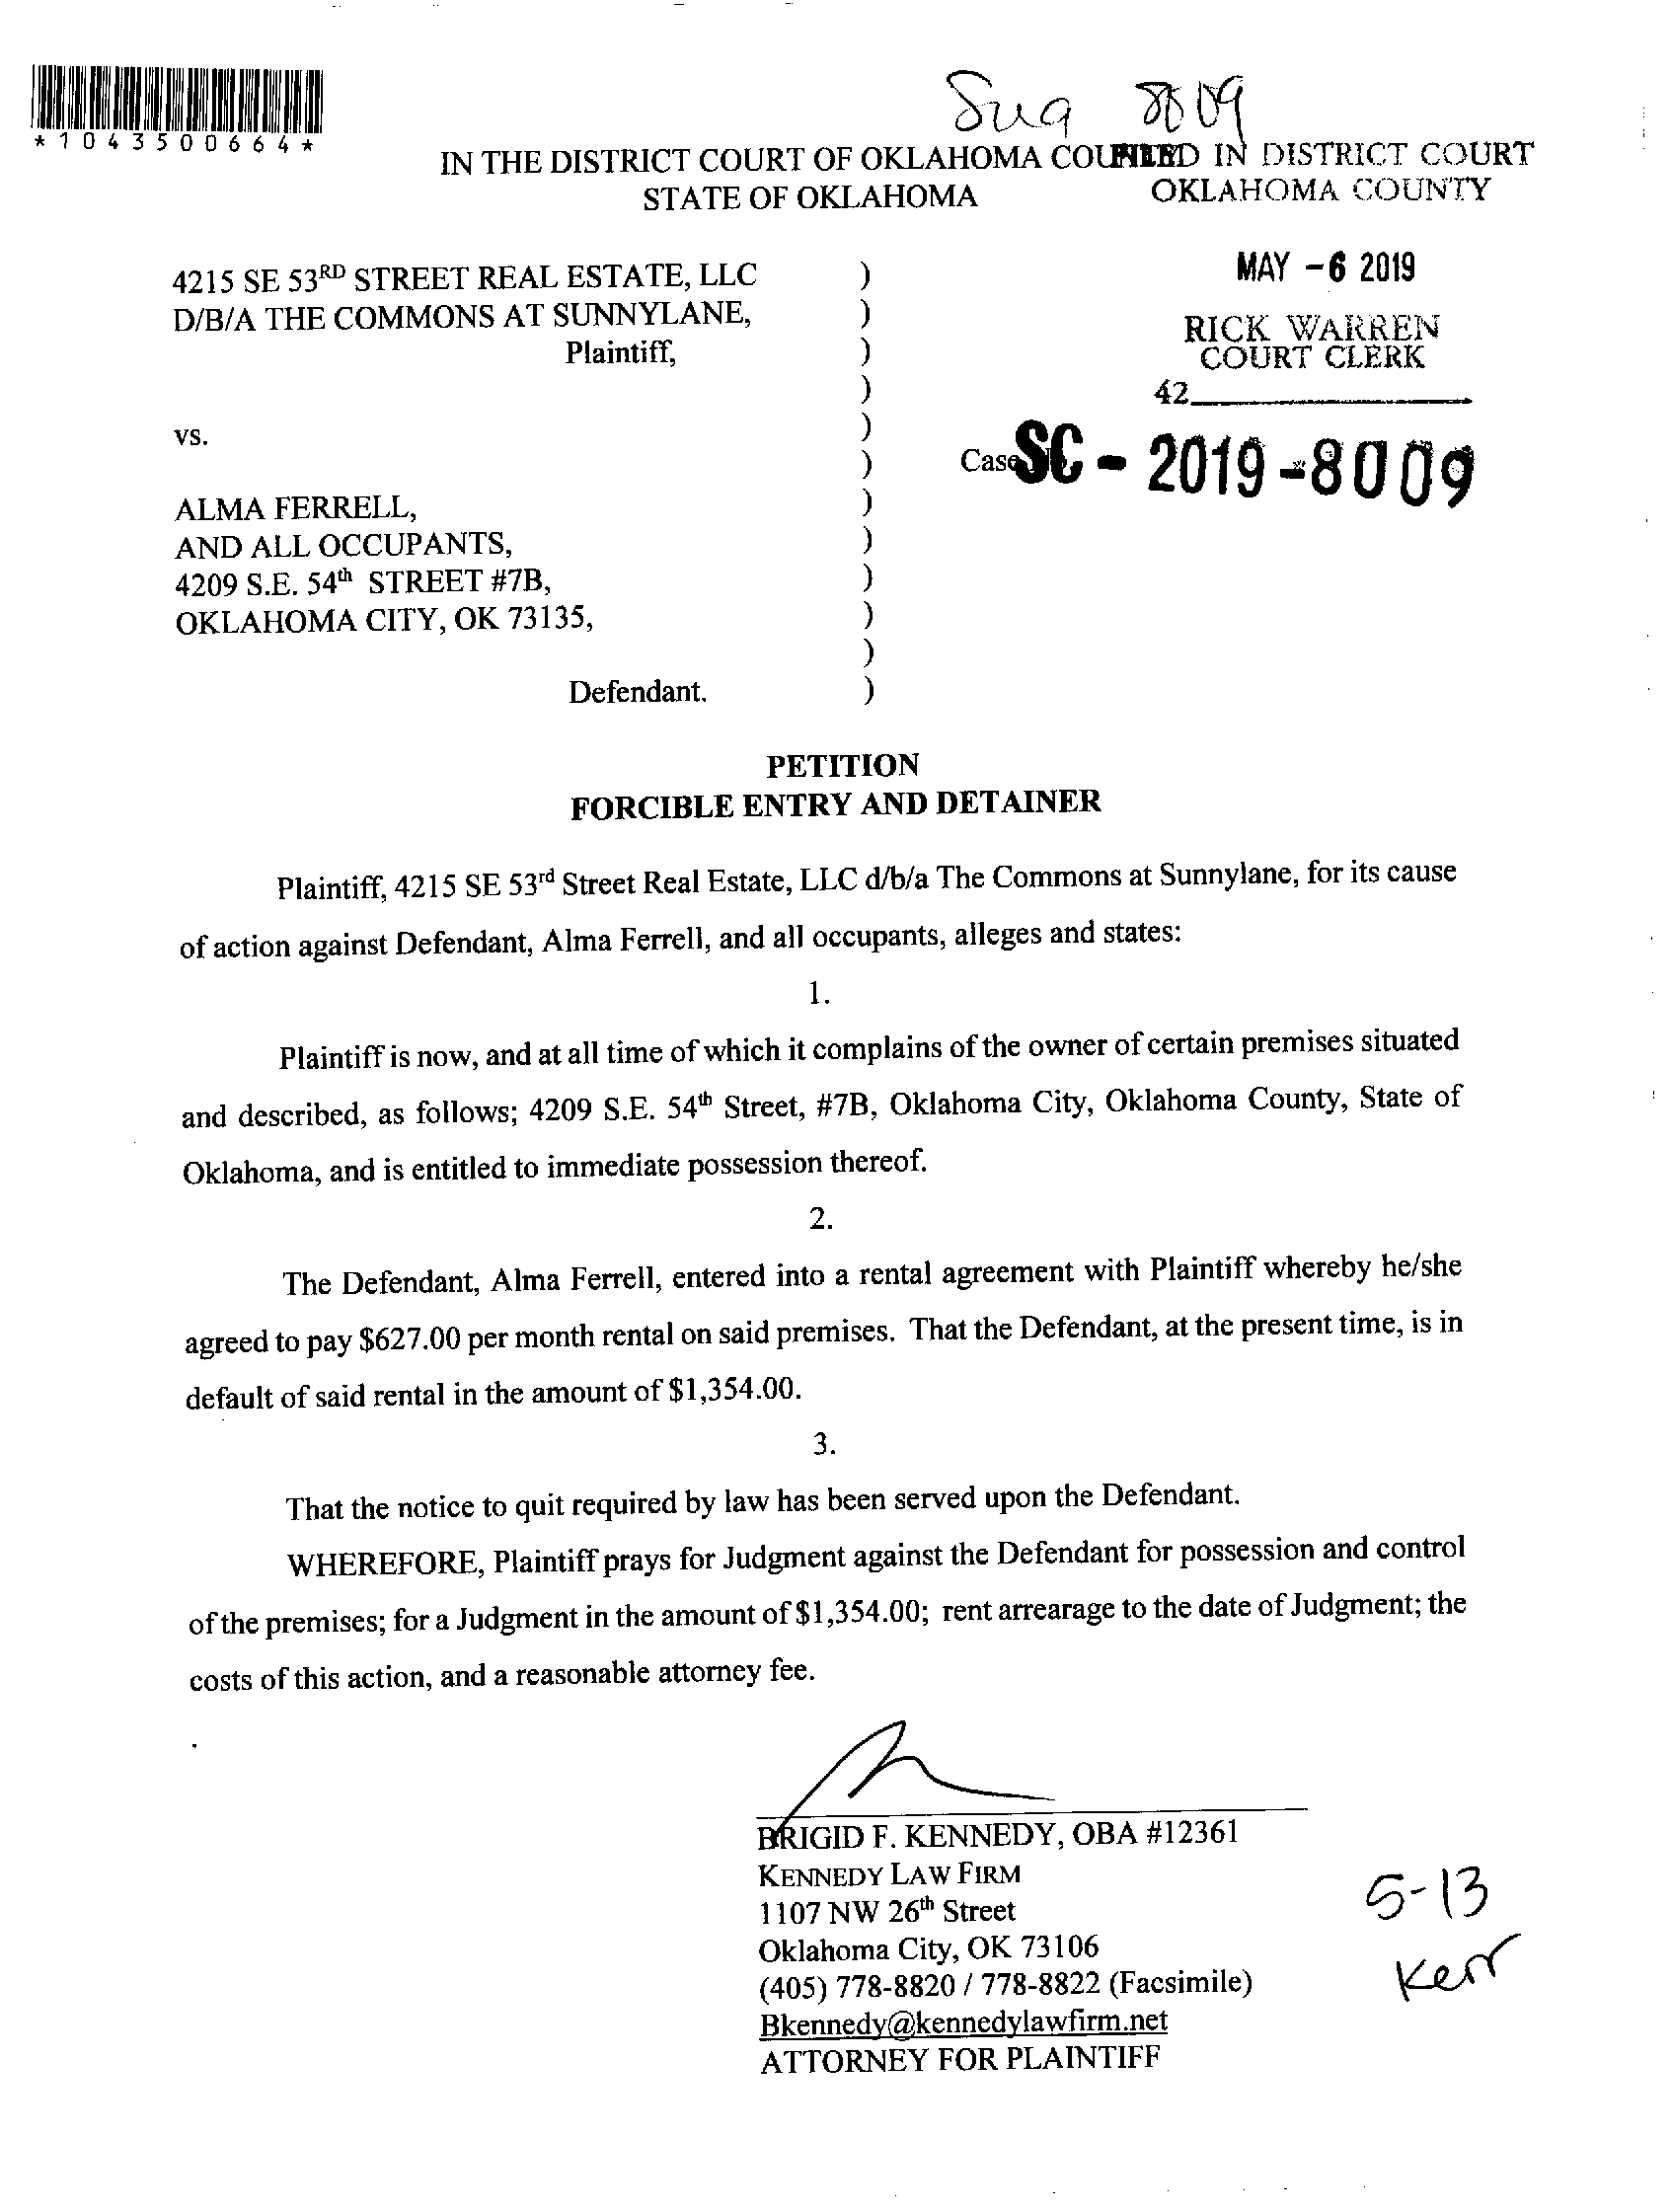 Sug 8009
*1043500664*
IN THE DISTRICT COURT OF OKLAHOMA
STATE OF OKLAHOMA
FILED IN DISTRICT COURT
OKLAHOMA COUNTY
MAY -6 2019
RICK WARREN
COURT CLERK
42
4215 SE 53RD STREET REAL ESTATE, LLC )
D/B/A THE COMMONS AT SUNNYLANE, )
Plaintiff, )
)
vs. )
Case SC - 2019 -8009
)
ALMA FERRELL, )
AND ALL OCCUPANTS, )
4209 S.E. 54th STREET #7B, )
OKLAHOMA CITY, OK 73135, )
)
Defendant. )
PETITION
FORCIBLE ENTRY AND DETAINER
Plaintiff, 4215 SE 53rd Street Real Estate, LLC d/b/a The Commons at Sunnylane, for its cause
of action against Defendant, Alma Ferrell, and all occupants, alleges and states:
1.
Plaintiff is now, and at all time of which it complains of the owner of certain premises situated
and described, as follows; 4209 S.E. 54th Street, #7B, Oklahoma City, Oklahoma County, State of
Oklahoma, and is entitled to immediate possession thereof.
2.
The Defendant, Alma Ferrell, entered into a rental agreement with Plaintiff whereby he/she
agreed to pay $627.00 per month rental on said premises. That the Defendant, at the present time, is in
default of said rental in the amount of $1,354.00.
3.
That the notice to quit required by law has been served upon the Defendant.
WHEREFORE, Plaintiff prays for Judgment against the Defendant for possession and control
of the premises; for a Judgment in the amount of $1,354.00; rent arrearage to the date of Judgment; the
costs of this action, and a reasonable attorney fee.
BRIGID F. KENNEDY, OBA #12361
KENNEDY LAW FIRM
1107 NW 26th Street
Oklahoma City, OK 73106
(405) 778-8820 / 778-8822 (Facsimile)
Bkennedy@kennedylawfirm.net
ATTORNEY FOR PLAINTIFF
5-13
Kerr